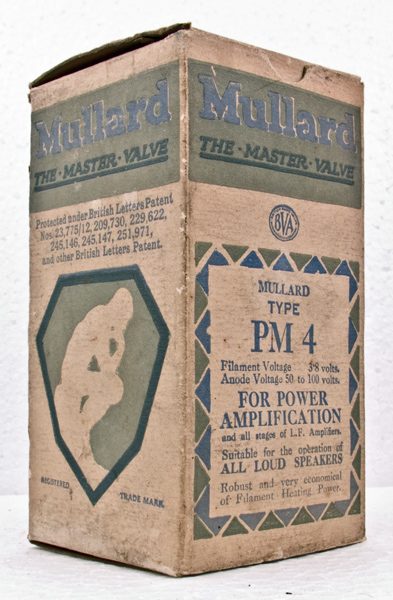 Mullard
THE · MASTER · VALVE
Protected under British Letters Patent
Nos: 23,775/12, 209,730, 229,622,
245,146, 245,147, 251,971,
and other British Letters Patent.
REGISTERED
TRADE MARK
Mullard
THE · MASTER · VALVE
BVA
MULLARD
TYPE
PM 4
Filament Voltage 3·8 volts.
Anode Voltage 50 to 100 volts.
FOR POWER
AMPLIFICATION
and all stages of L.F. Amplifiers.
Suitable for the operation of
ALL LOUD SPEAKERS
Robust and very economical
of Filament Heating Power.